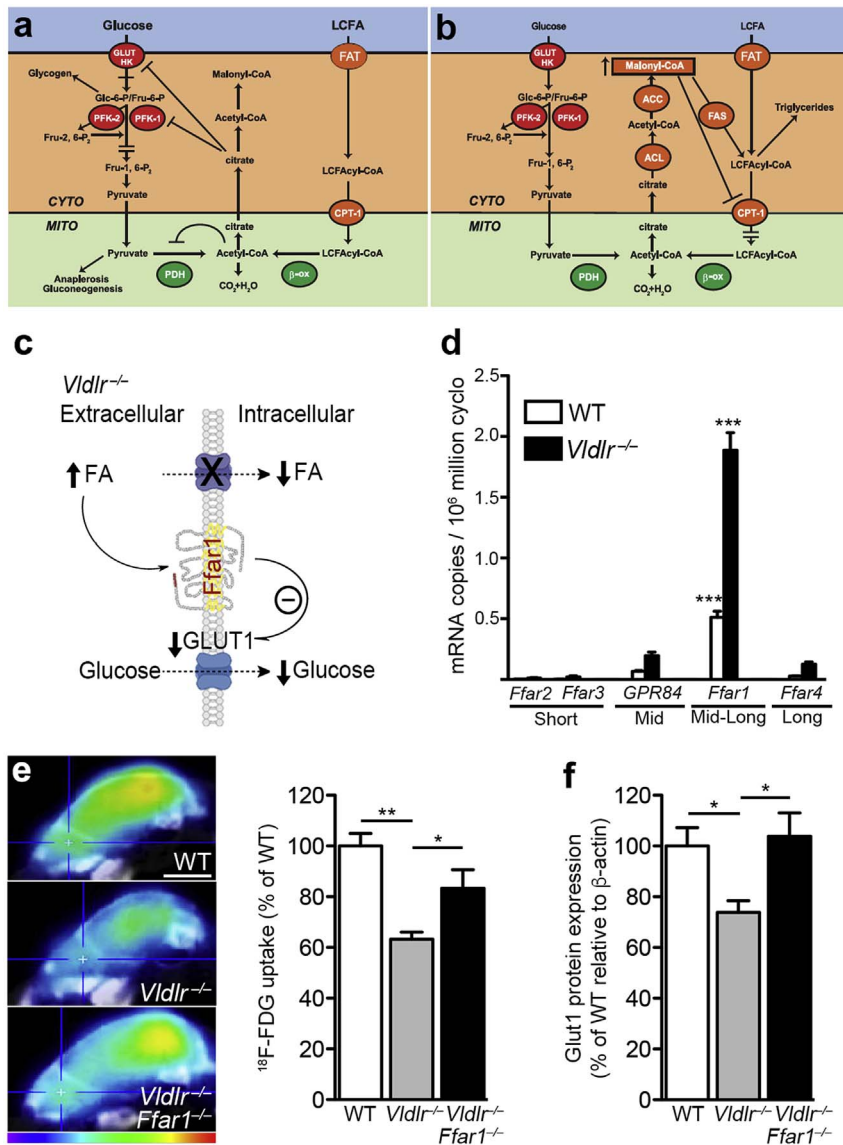 a
Glucose
LCFA
GLUT
HK
FAT
Glycogen
Malonyl-CoA
Glc-6-P/Fru-6-P
PFK-2
PFK-1
Acetyl-CoA
Fru-2, 6-P₂
citrate
Fru-1, 6-P₂
LCFAcyl-CoA
CYTO
Pyruvate
CPT-1
MITO
citrate
Pyruvate
Acetyl-CoA
LCFAcyl-CoA
PDH
β=ox
Anaplerosis
Gluconeogenesis
CO₂+H₂O
b
Glucose
LCFA
GLUT
HK
Malonyl-CoA
FAT
ACC
Glc-6-P/Fru-6-P
FAS
Triglycerides
PFK-2
PFK-1
Acetyl-CoA
Fru-2, 6-P₂
ACL
LCFAcyl-CoA
Fru-1, 6-P₂
citrate
CYTO
Pyruvate
CPT-1
MITO
citrate
Pyruvate
Acetyl-CoA
LCFAcyl-CoA
PDH
β=ox
CO₂+H₂O
c
Vldlr–/–
Extracellular
Intracellular
FA
X
FA
Ffar1
GLUT1
Glucose
Glucose
d
mRNA copies / 10⁶ million cyclo
2.5
2.0
1.5
1.0
0.5
WT
Vldlr–/–
***
***
Ffar2 Ffar3 GPR84 Ffar1 Ffar4
Short Mid Mid-Long Long
e
WT
Vldlr–/–
Vldlr–/–
Ffar1–/–
¹⁸F-FDG uptake (% of WT)
120
100
80
60
40
20
0
**
*
WT Vldlr–/– Vldlr–/–
Ffar1–/–
f
Glut1 protein expression
(% of WT relative to β-actin)
120
100
80
60
40
20
0
*
*
WT Vldlr–/– Vldlr–/–
Ffar1–/–